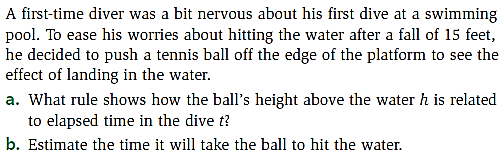 A first-time diver was a bit nervous about his first dive at a swimming
pool. To ease his worries about hitting the water after a fall of 15 feet,
he decided to push a tennis ball off the edge of the platform to see the
effect of landing in the water.
a. What rule shows how the ball's height above the water h is related
to elapsed time in the dive t?
b. Estimate the time it will take the ball to hit the water.